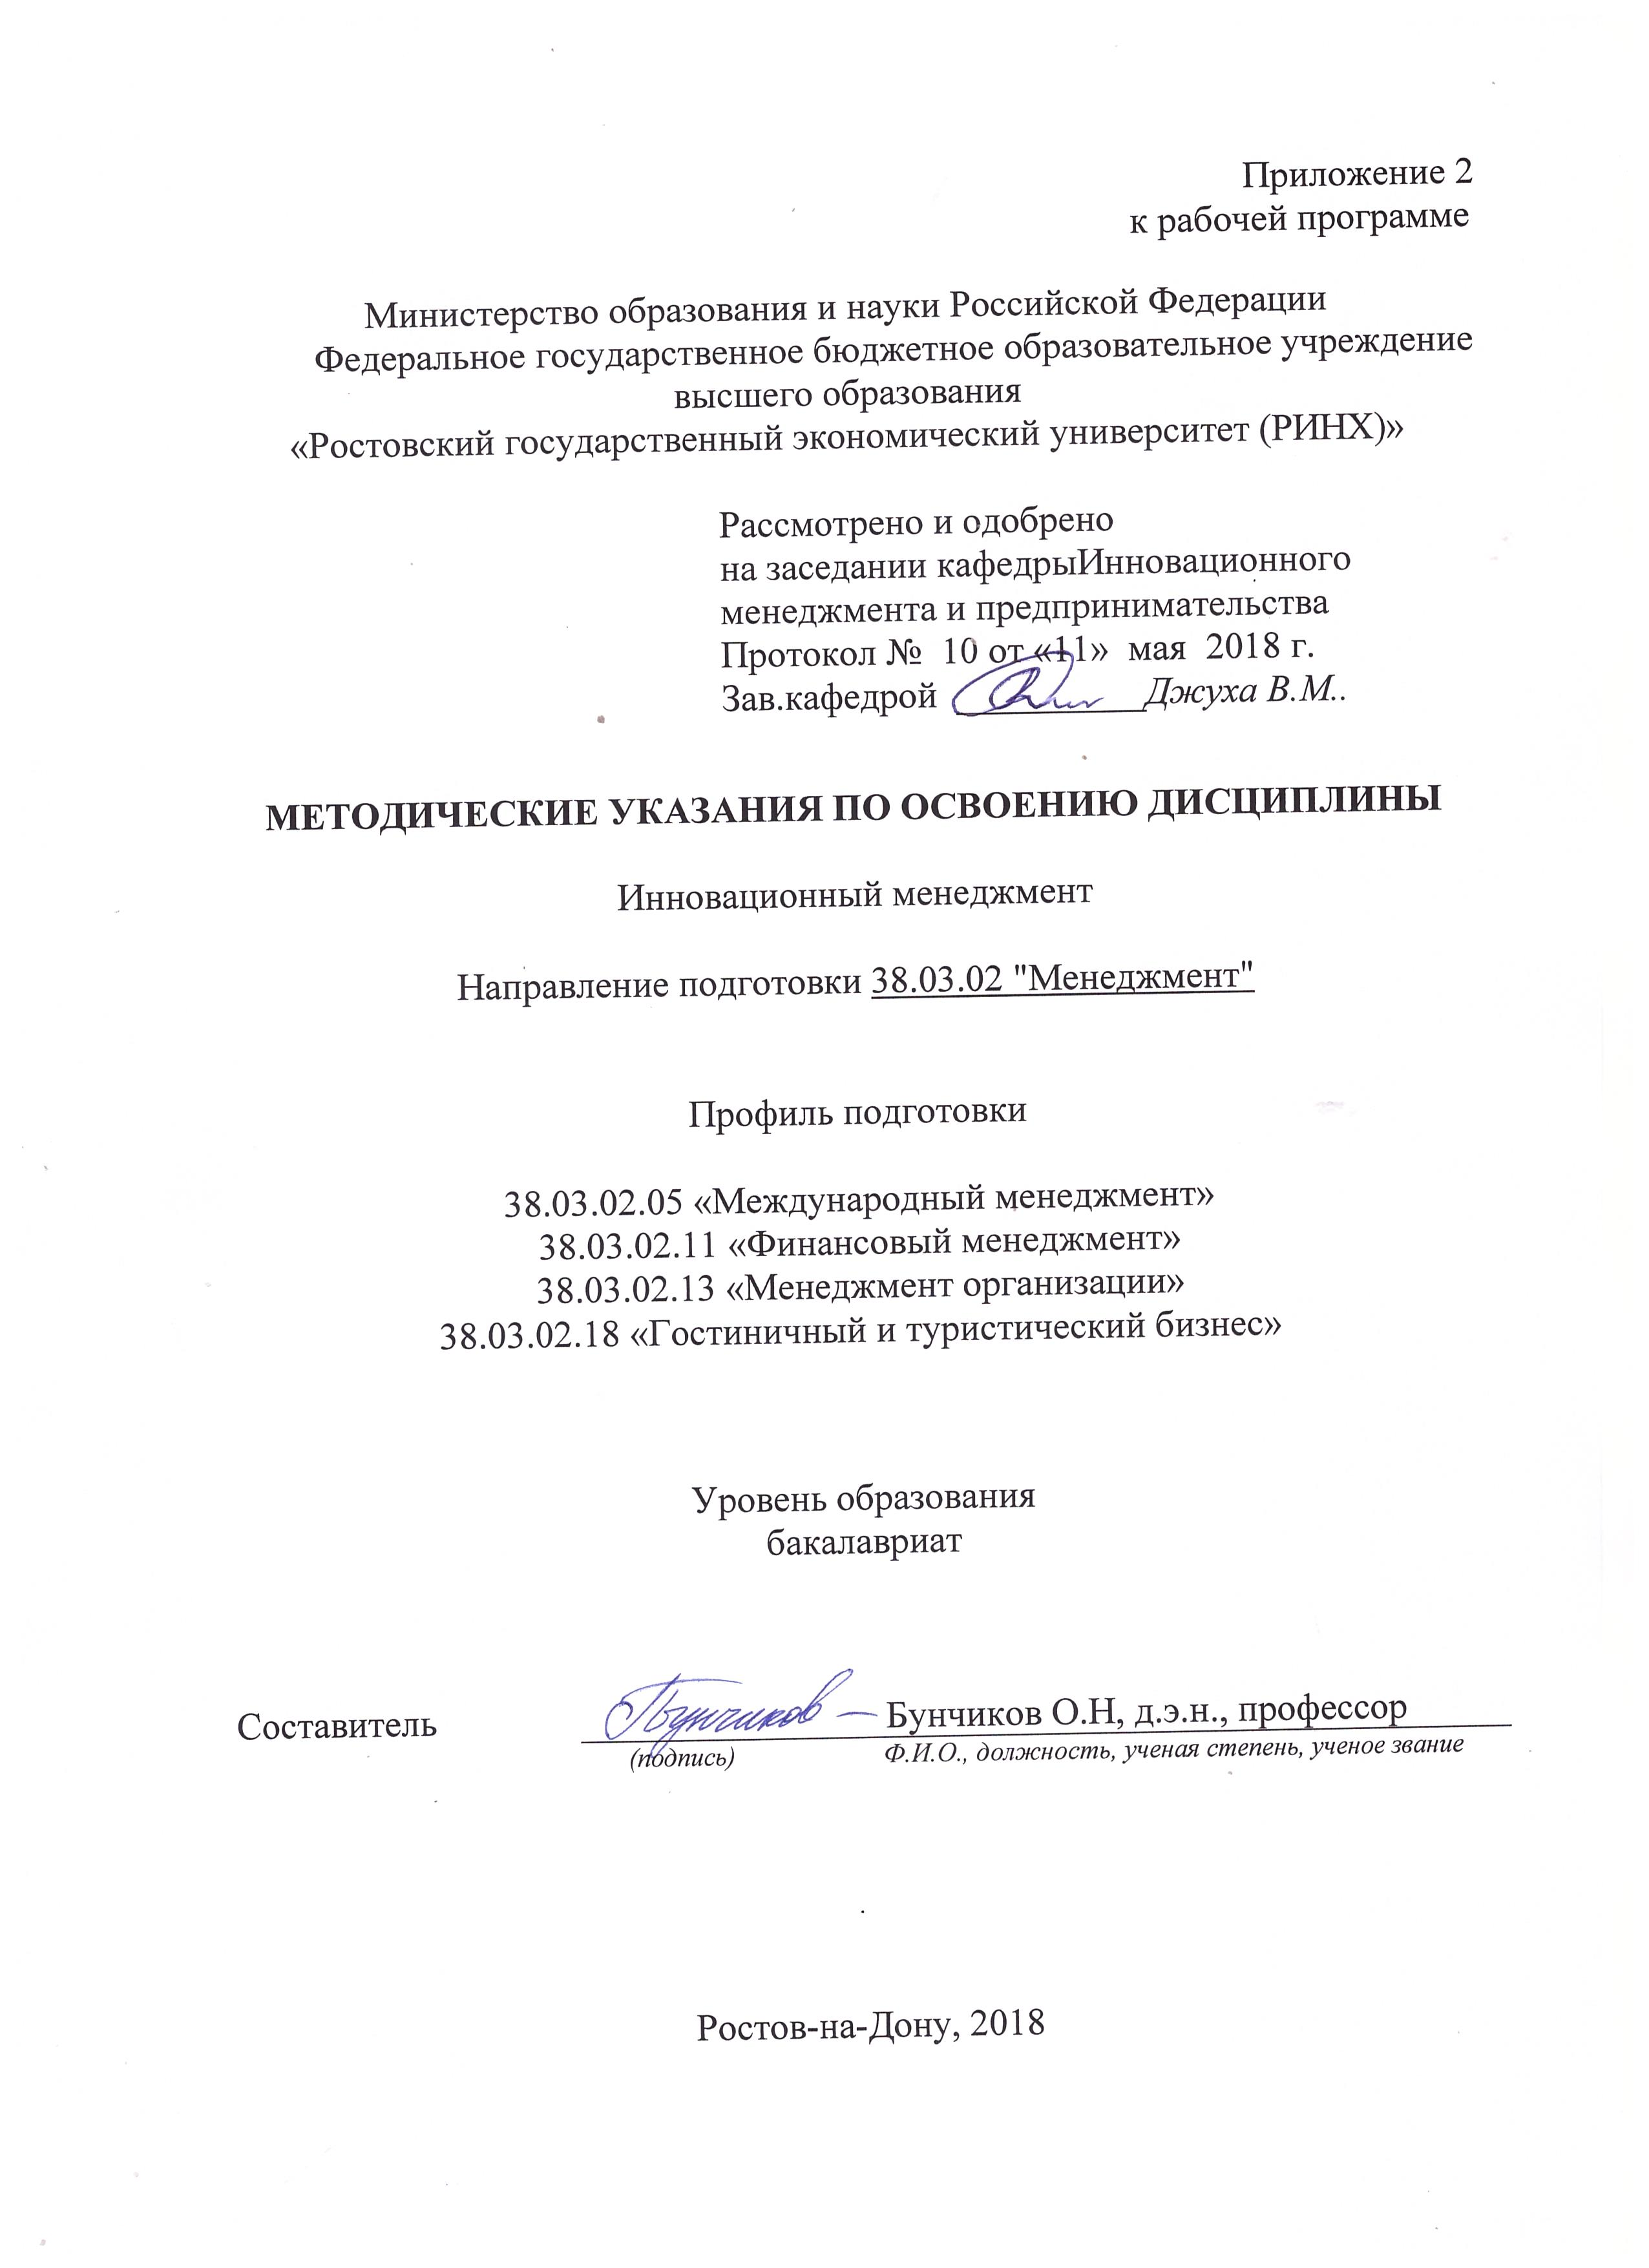 Приложение 2
к рабочей программе
Министерство образования и науки Российской Федерации
Федеральное государственное бюджетное образовательное учреждение
высшего образования
«Ростовский государственный экономический университет (РИНХ)»
Рассмотрено и одобрено
на заседании кафедрыИнновационного
менеджмента и предпринимательства
Протокол № 10 от «11» мая 2018 г.
Зав.кафедрой Джуха В.М..
МЕТОДИЧЕСКИЕ УКАЗАНИЯ ПО ОСВОЕНИЮ ДИСЦИПЛИНЫ
Инновационный менеджмент
Направление подготовки 38.03.02 "Менеджмент"
Профиль подготовки
38.03.02.05 «Международный менеджмент»
38.03.02.11 «Финансовый менеджмент»
38.03.02.13 «Менеджмент организации»
38.03.02.18 «Гостиничный и туристический бизнес»
Уровень образования
бакалавриат
Составитель Бунчиков Бунчиков О.Н, д.э.н., профессор
(подпись) Ф.И.О., должность, ученая степень, ученое звание
Ростов-на-Дону, 2018